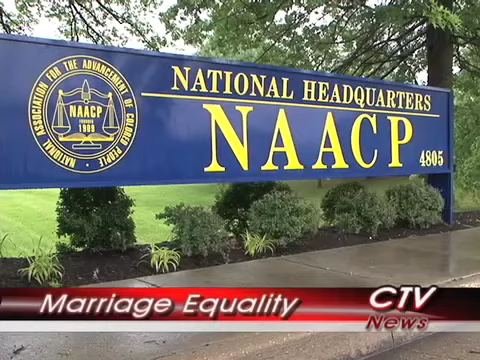 NATIONAL HEADQUARTERS
NAACP
4805
NATIONAL ASSOCIATION FOR THE ADVANCEMENT OF COLORED PEOPLE
NAACP
FOUNDED
1909
Marriage Equality
CTV
News